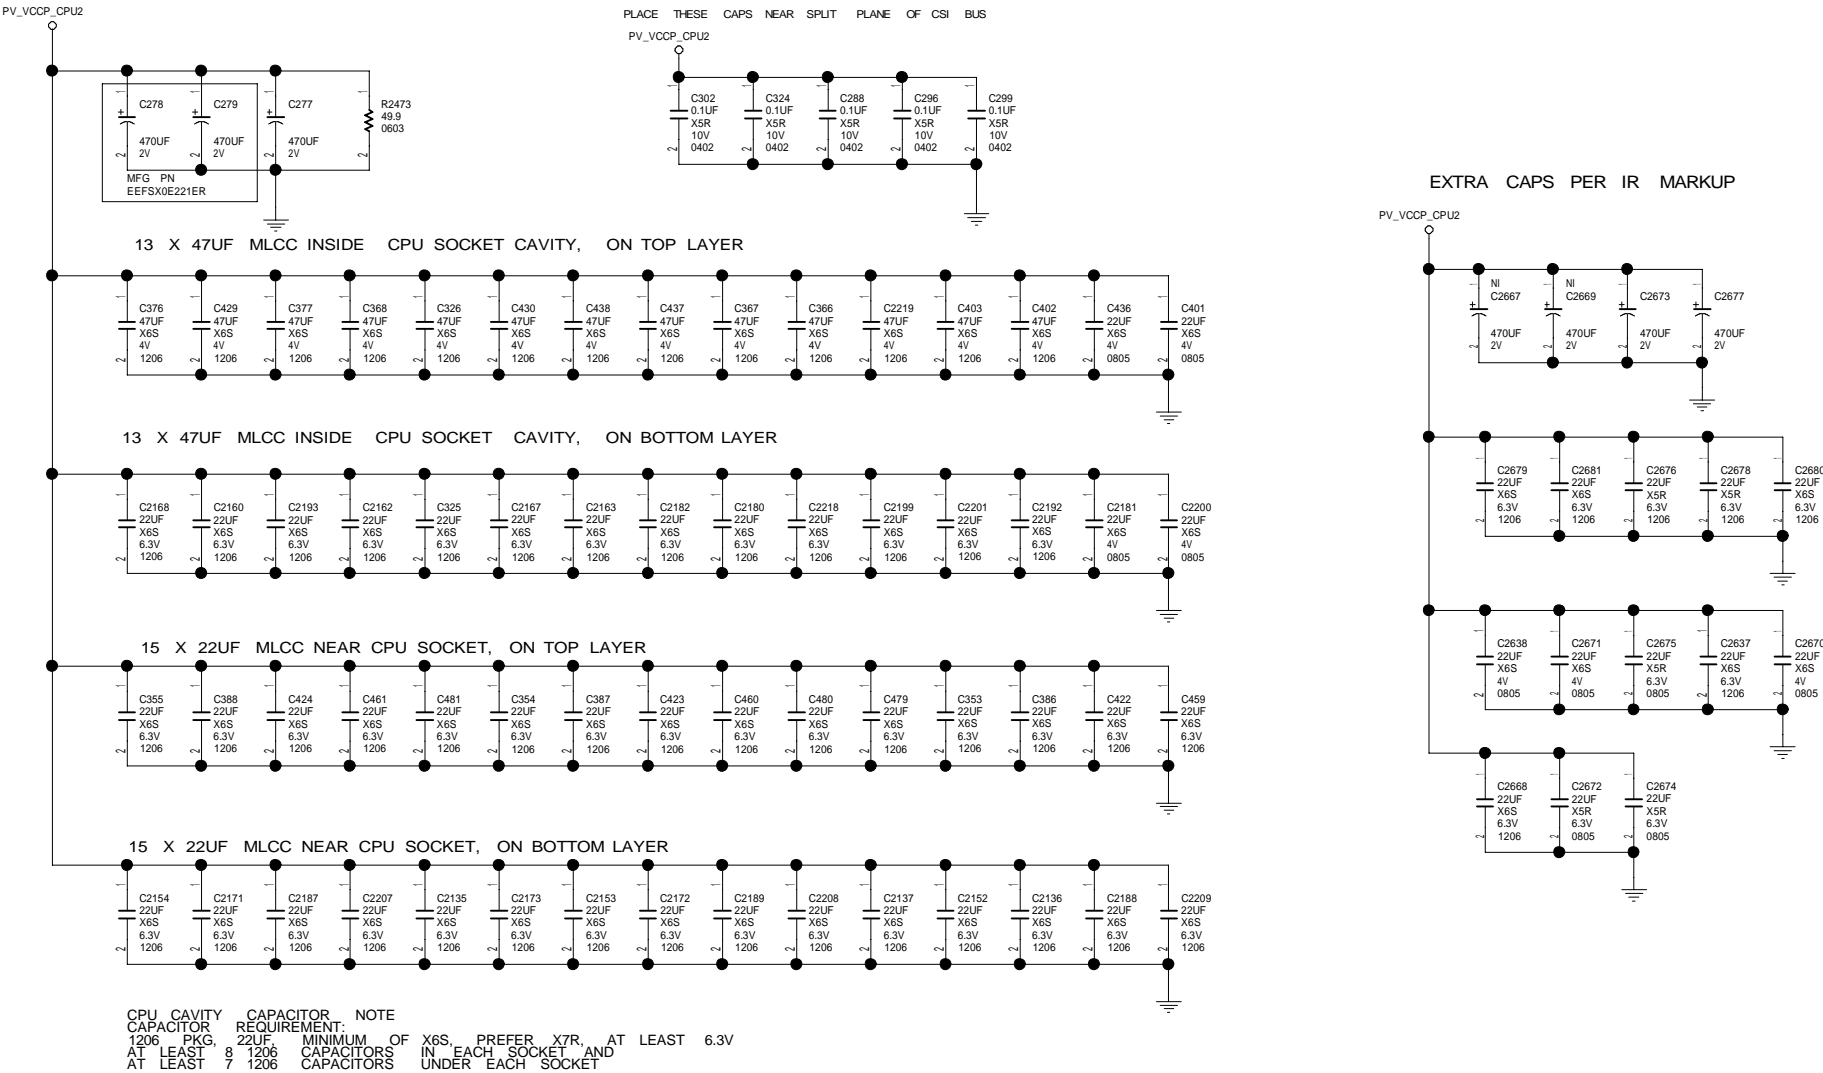 PV_VCCP_CPU2
C278
470UF
2V
C279
470UF
2V
C277
470UF
2V
R2473
49.9
0603
MFG PN
EEFSX0E221ER
PLACE THESE CAPS NEAR SPLIT PLANE OF CSI BUS
PV_VCCP_CPU2
C302
0.1UF
X5R
10V
0402
C324
0.1UF
X5R
10V
0402
C288
0.1UF
X5R
10V
0402
C296
0.1UF
X5R
10V
0402
C299
0.1UF
X5R
10V
0402
13 X 47UF MLCC INSIDE CPU SOCKET CAVITY, ON TOP LAYER
C376 C429 C377 C368 C326 C430 C438 C437 C367 C366 C2219 C403 C402 C436 C401
47UF 47UF 47UF 47UF 47UF 47UF 47UF 47UF 47UF 47UF 47UF 47UF 47UF 22UF 22UF
X6S X6S X6S X6S X6S X6S X6S X6S X6S X6S X6S X6S X6S X6S X6S
4V 4V 4V 4V 4V 4V 4V 4V 4V 4V 4V 4V 4V 4V 4V
1206 1206 1206 1206 1206 1206 1206 1206 1206 1206 1206 1206 1206 0805 0805
13 X 47UF MLCC INSIDE CPU SOCKET CAVITY, ON BOTTOM LAYER
C2168 C2160 C2193 C2162 C325 C2167 C2163 C2182 C2180 C2218 C2199 C2201 C2192 C2181 C2200
22UF 22UF 22UF 22UF 22UF 22UF 22UF 22UF 22UF 22UF 22UF 22UF 22UF 22UF 22UF
X6S X6S X6S X6S X6S X6S X6S X6S X6S X6S X6S X6S X6S X6S X6S
6.3V 6.3V 6.3V 6.3V 6.3V 6.3V 6.3V 6.3V 6.3V 6.3V 6.3V 6.3V 6.3V 4V 4V
1206 1206 1206 1206 1206 1206 1206 1206 1206 1206 1206 1206 1206 0805 0805
15 X 22UF MLCC NEAR CPU SOCKET, ON TOP LAYER
C355 C388 C424 C461 C481 C354 C387 C423 C460 C480 C479 C353 C386 C422 C459
22UF 22UF 22UF 22UF 22UF 22UF 22UF 22UF 22UF 22UF 22UF 22UF 22UF 22UF 22UF
X6S X6S X6S X6S X6S X6S X6S X6S X6S X6S X6S X6S X6S X6S X6S
6.3V 6.3V 6.3V 6.3V 6.3V 6.3V 6.3V 6.3V 6.3V 6.3V 6.3V 6.3V 6.3V 6.3V 6.3V
1206 1206 1206 1206 1206 1206 1206 1206 1206 1206 1206 1206 1206 1206 1206
15 X 22UF MLCC NEAR CPU SOCKET, ON BOTTOM LAYER
C2154 C2171 C2187 C2207 C2135 C2173 C2153 C2172 C2189 C2208 C2137 C2152 C2136 C2188 C2209
22UF 22UF 22UF 22UF 22UF 22UF 22UF 22UF 22UF 22UF 22UF 22UF 22UF 22UF 22UF
X6S X6S X6S X6S X6S X6S X6S X6S X6S X6S X6S X6S X6S X6S X6S
6.3V 6.3V 6.3V 6.3V 6.3V 6.3V 6.3V 6.3V 6.3V 6.3V 6.3V 6.3V 6.3V 6.3V 6.3V
1206 1206 1206 1206 1206 1206 1206 1206 1206 1206 1206 1206 1206 1206 1206
CPU CAVITY CAPACITOR NOTE
CAPACITOR REQUIREMENT:
1206 PKG, 22UF, MINIMUM OF X6S, PREFER X7R, AT LEAST 6.3V
AT LEAST 8 1206 CAPACITORS IN EACH SOCKET AND
AT LEAST 7 1206 CAPACITORS UNDER EACH SOCKET
EXTRA CAPS PER IR MARKUP
PV_VCCP_CPU2
NI NI
C2667 C2669 C2673 C2677
470UF 470UF 470UF 470UF
2V 2V 2V 2V
C2679 C2681 C2676 C2678 C2680
22UF 22UF 22UF 22UF 22UF
X6S X6S X5R X5R X6S
6.3V 6.3V 6.3V 6.3V 6.3V
1206 1206 1206 1206 1206
C2638 C2671 C2675 C2637 C2670
22UF 22UF 22UF 22UF 22UF
X6S X6S X5R X6S X6S
4V 4V 6.3V 6.3V 4V
0805 0805 0805 1206 0805
C2668 C2672 C2674
22UF 22UF 22UF
X6S X5R X5R
6.3V 6.3V 6.3V
1206 0805 0805